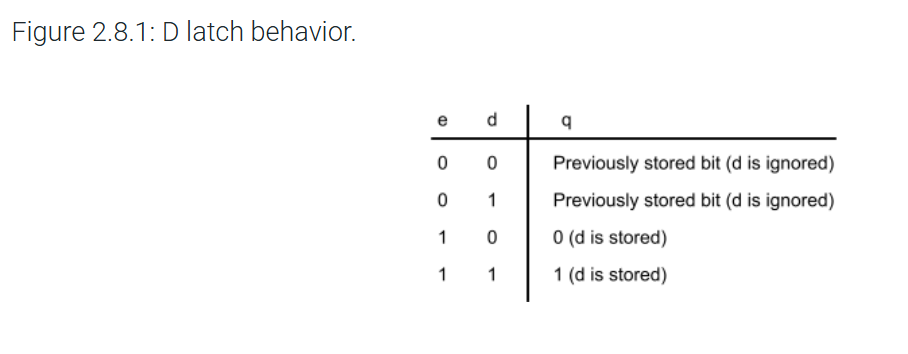 Figure 2.8.1: D latch behavior.
e d q
0 0 Previously stored bit (d is ignored)
0 1 Previously stored bit (d is ignored)
1 0 0 (d is stored)
1 1 1 (d is stored)